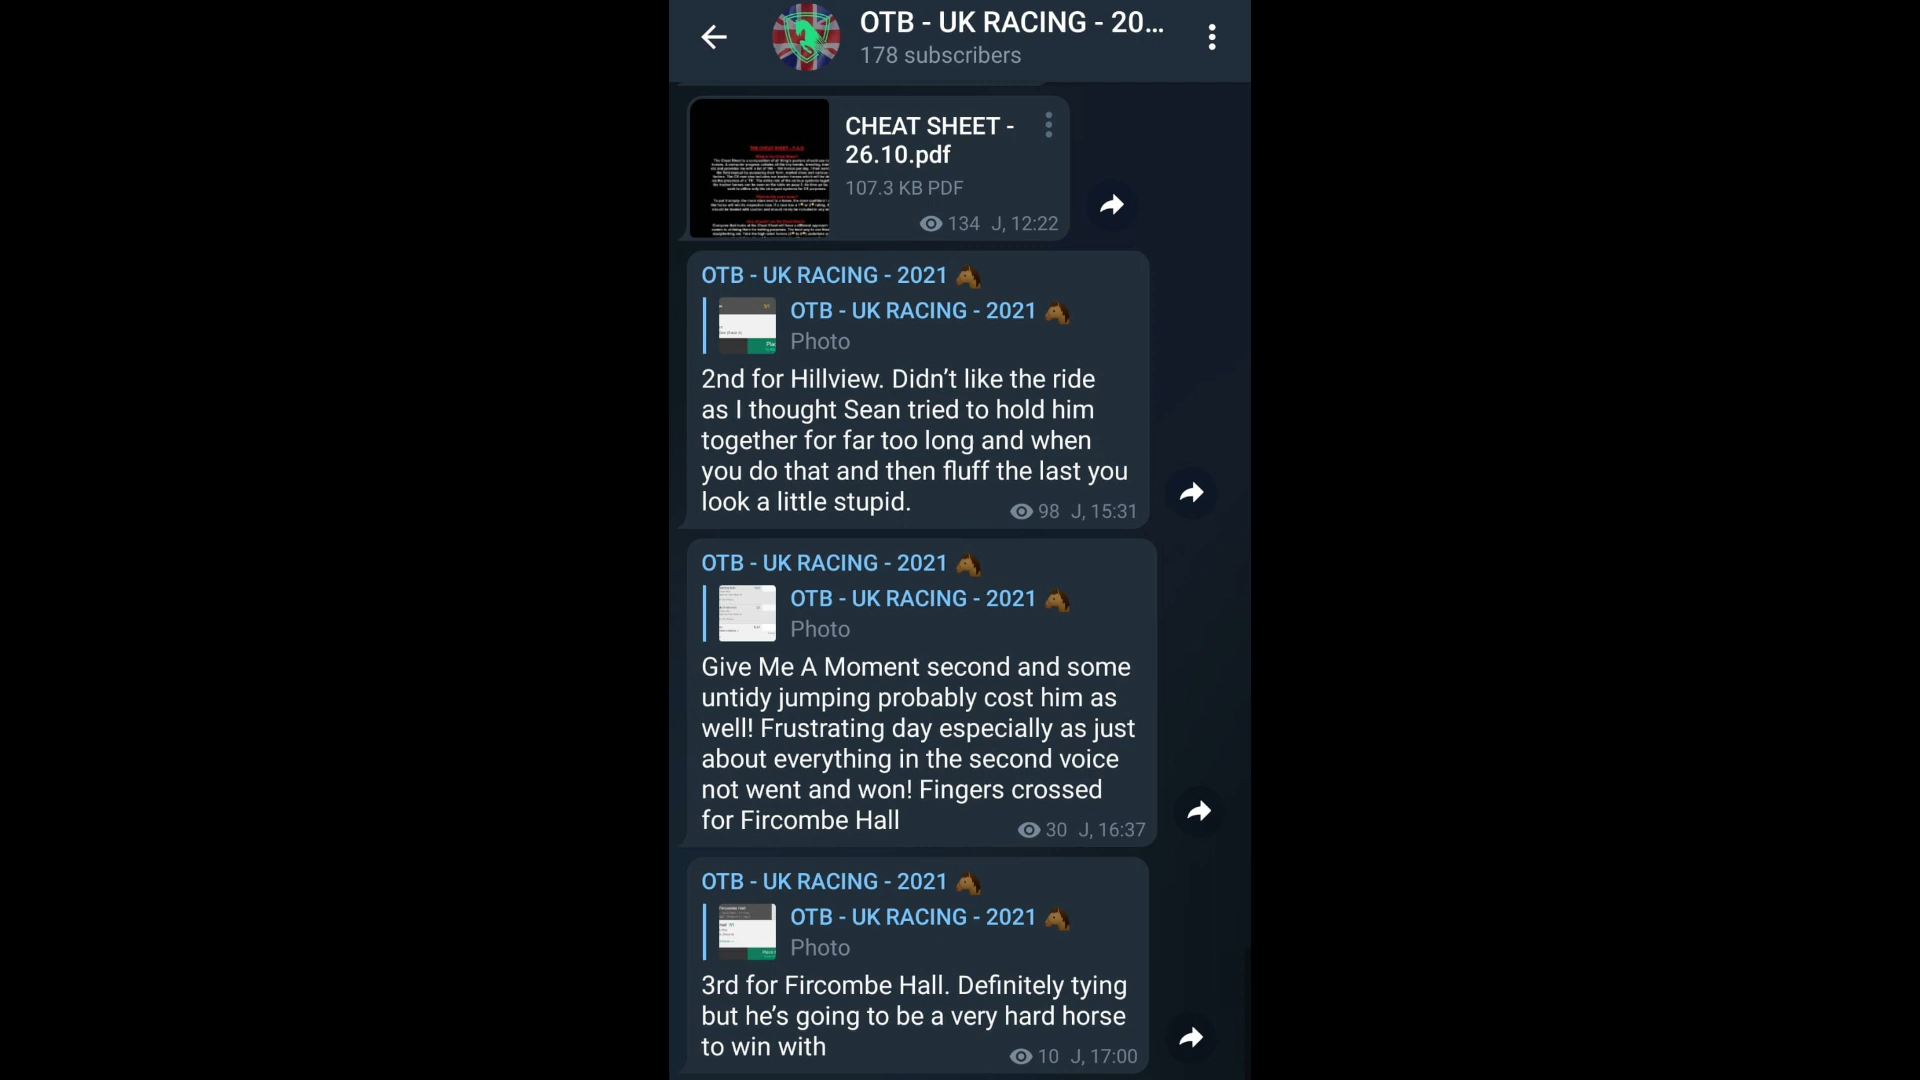 OTB - UK RACING - 20...
178 subscribers
CHEAT SHEET -
26.10.pdf
107.3 KB PDF
134 J, 12:22
OTB - UK RACING - 2021
OTB - UK RACING - 2021
Photo
2nd for Hillview. Didn’t like the ride
as I thought Sean tried to hold him
together for far too long and when
you do that and then fluff the last you
look a little stupid.
98 J, 15:31
OTB - UK RACING - 2021
OTB - UK RACING - 2021
Photo
Give Me A Moment second and some
untidy jumping probably cost him as
well! Frustrating day especially as just
about everything in the second voice
not went and won! Fingers crossed
for Fircombe Hall
30 J, 16:37
OTB - UK RACING - 2021
OTB - UK RACING - 2021
Photo
3rd for Fircombe Hall. Definitely tying
but he’s going to be a very hard horse
to win with
10 J, 17:00